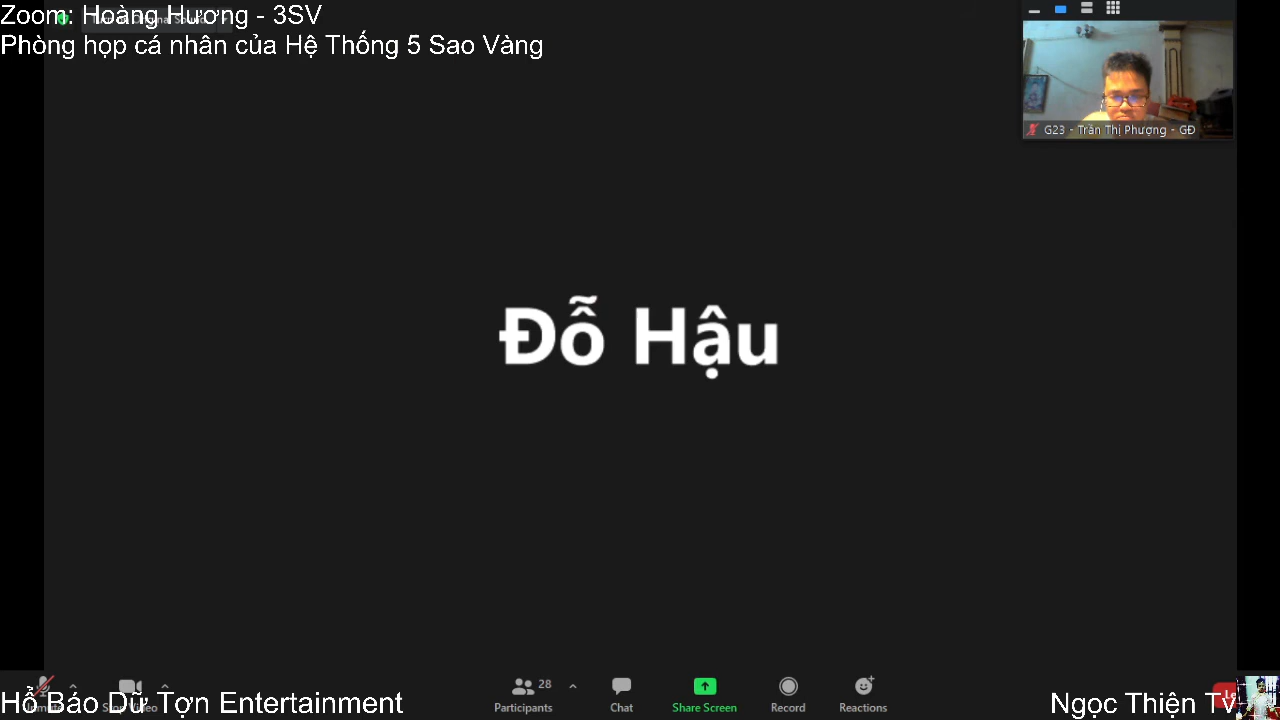 Zoom: Hoàng Hương - 3SV
Phòng họp cá nhân của Hệ Thống 5 Sao Vàng
G23 - Trần Thị Phượng - GĐ
Đỗ Hậu
28
Participants
Chat
Share Screen
Record
Reactions
Hổ Báo Dữ Tợn Entertainment
Ngọc Thiện Tv